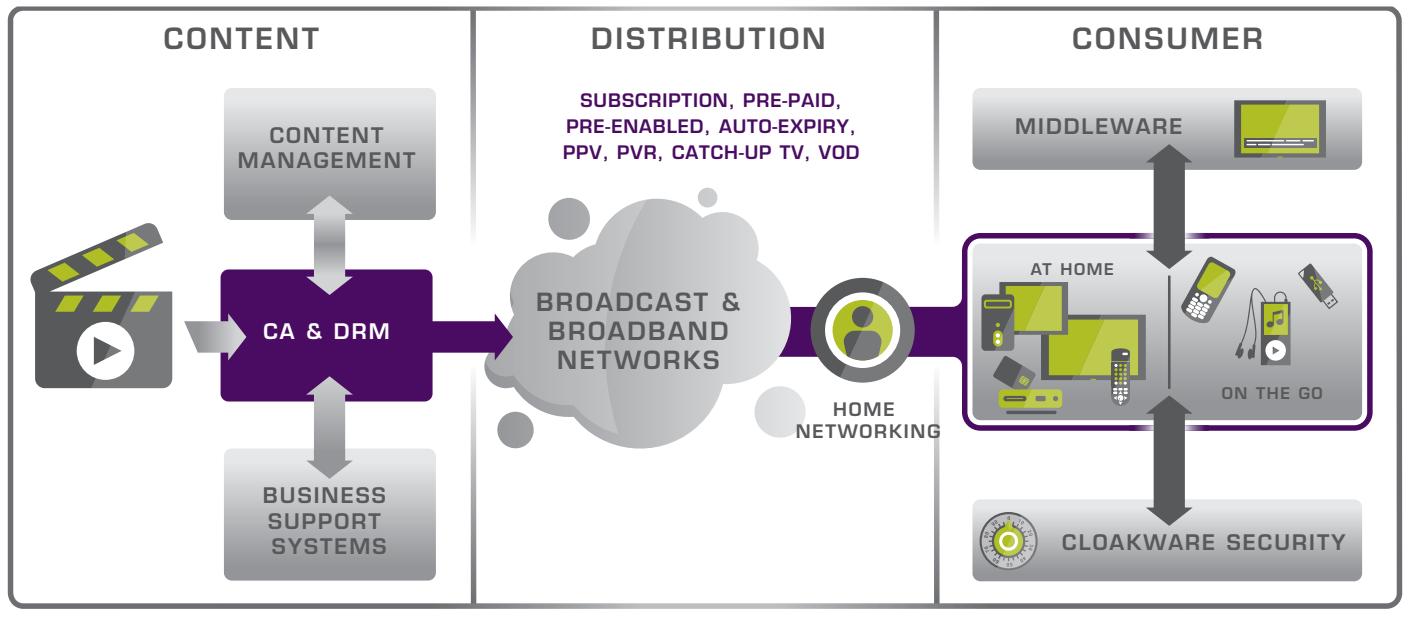 CONTENT
CONTENT
MANAGEMENT
CA & DRM
BUSINESS
SUPPORT
SYSTEMS
DISTRIBUTION
SUBSCRIPTION, PRE-PAID,
PRE-ENABLED, AUTO-EXPIRY,
PPV, PVR, CATCH-UP TV, VOD
BROADCAST &
BROADBAND
NETWORKS
HOME
NETWORKING
CONSUMER
MIDDLEWARE
AT HOME
ON THE GO
CLOAKWARE SECURITY